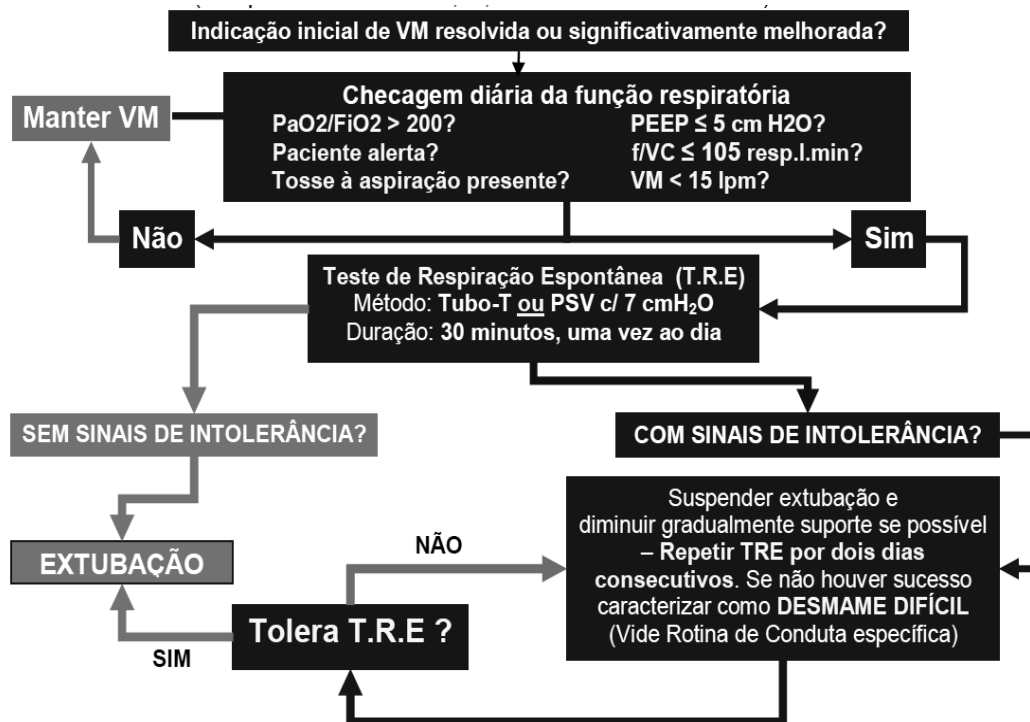 Indicação inicial de VM resolvida ou significativamente melhorada?
Manter VM
Checagem diária da função respiratória
PaO2/FiO2 > 200? PEEP ≤ 5 cm H2O?
Paciente alerta? f/VC ≤ 105 resp.l.min?
Tosse à aspiração presente? VM < 15 lpm?
Não
Sim
Teste de Respiração Espontânea (T.R.E)
Método: Tubo-T ou PSV c/ 7 cmH₂O
Duração: 30 minutos, uma vez ao dia
SEM SINAIS DE INTOLERÂNCIA?
COM SINAIS DE INTOLERÂNCIA?
Suspender extubação e
diminuir gradualmente suporte se possível
– Repetir TRE por dois dias
consecutivos. Se não houver sucesso
caracterizar como DESMAME DIFÍCIL
(Vide Rotina de Conduta específica)
EXTUBAÇÃO
NÃO
Tolera T.R.E ?
SIM